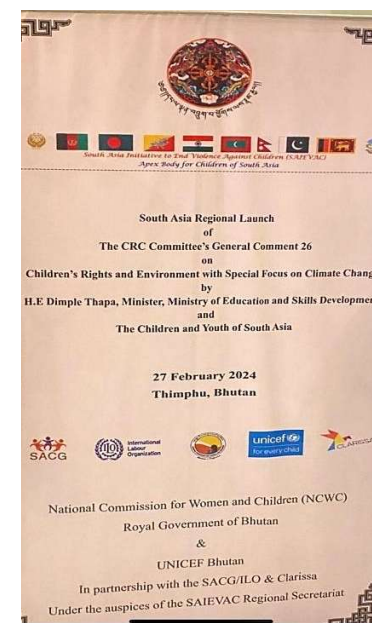 South Asia Initiative to End Violence Against Children (SAIEVAC)
Apex Body for Children of South Asia
South Asia Regional Launch
of
The CRC Committee's General Comment 26
on
Children's Rights and Environment with Special Focus on Climate Chang
by
H.E Dimple Thapa, Minister, Ministry of Education and Skills Developme
and
The Children and Youth of South Asia
27 February 2024
Thimphu, Bhutan
SACG
International
Labour
Organization
unicef
for every child
CLARISSA
National Commission for Women and Children (NCWC)
Royal Government of Bhutan
&
UNICEF Bhutan
In partnership with the SACG/ILO & Clarissa
Under the auspices of the SAIEVAC Regional Secretariat